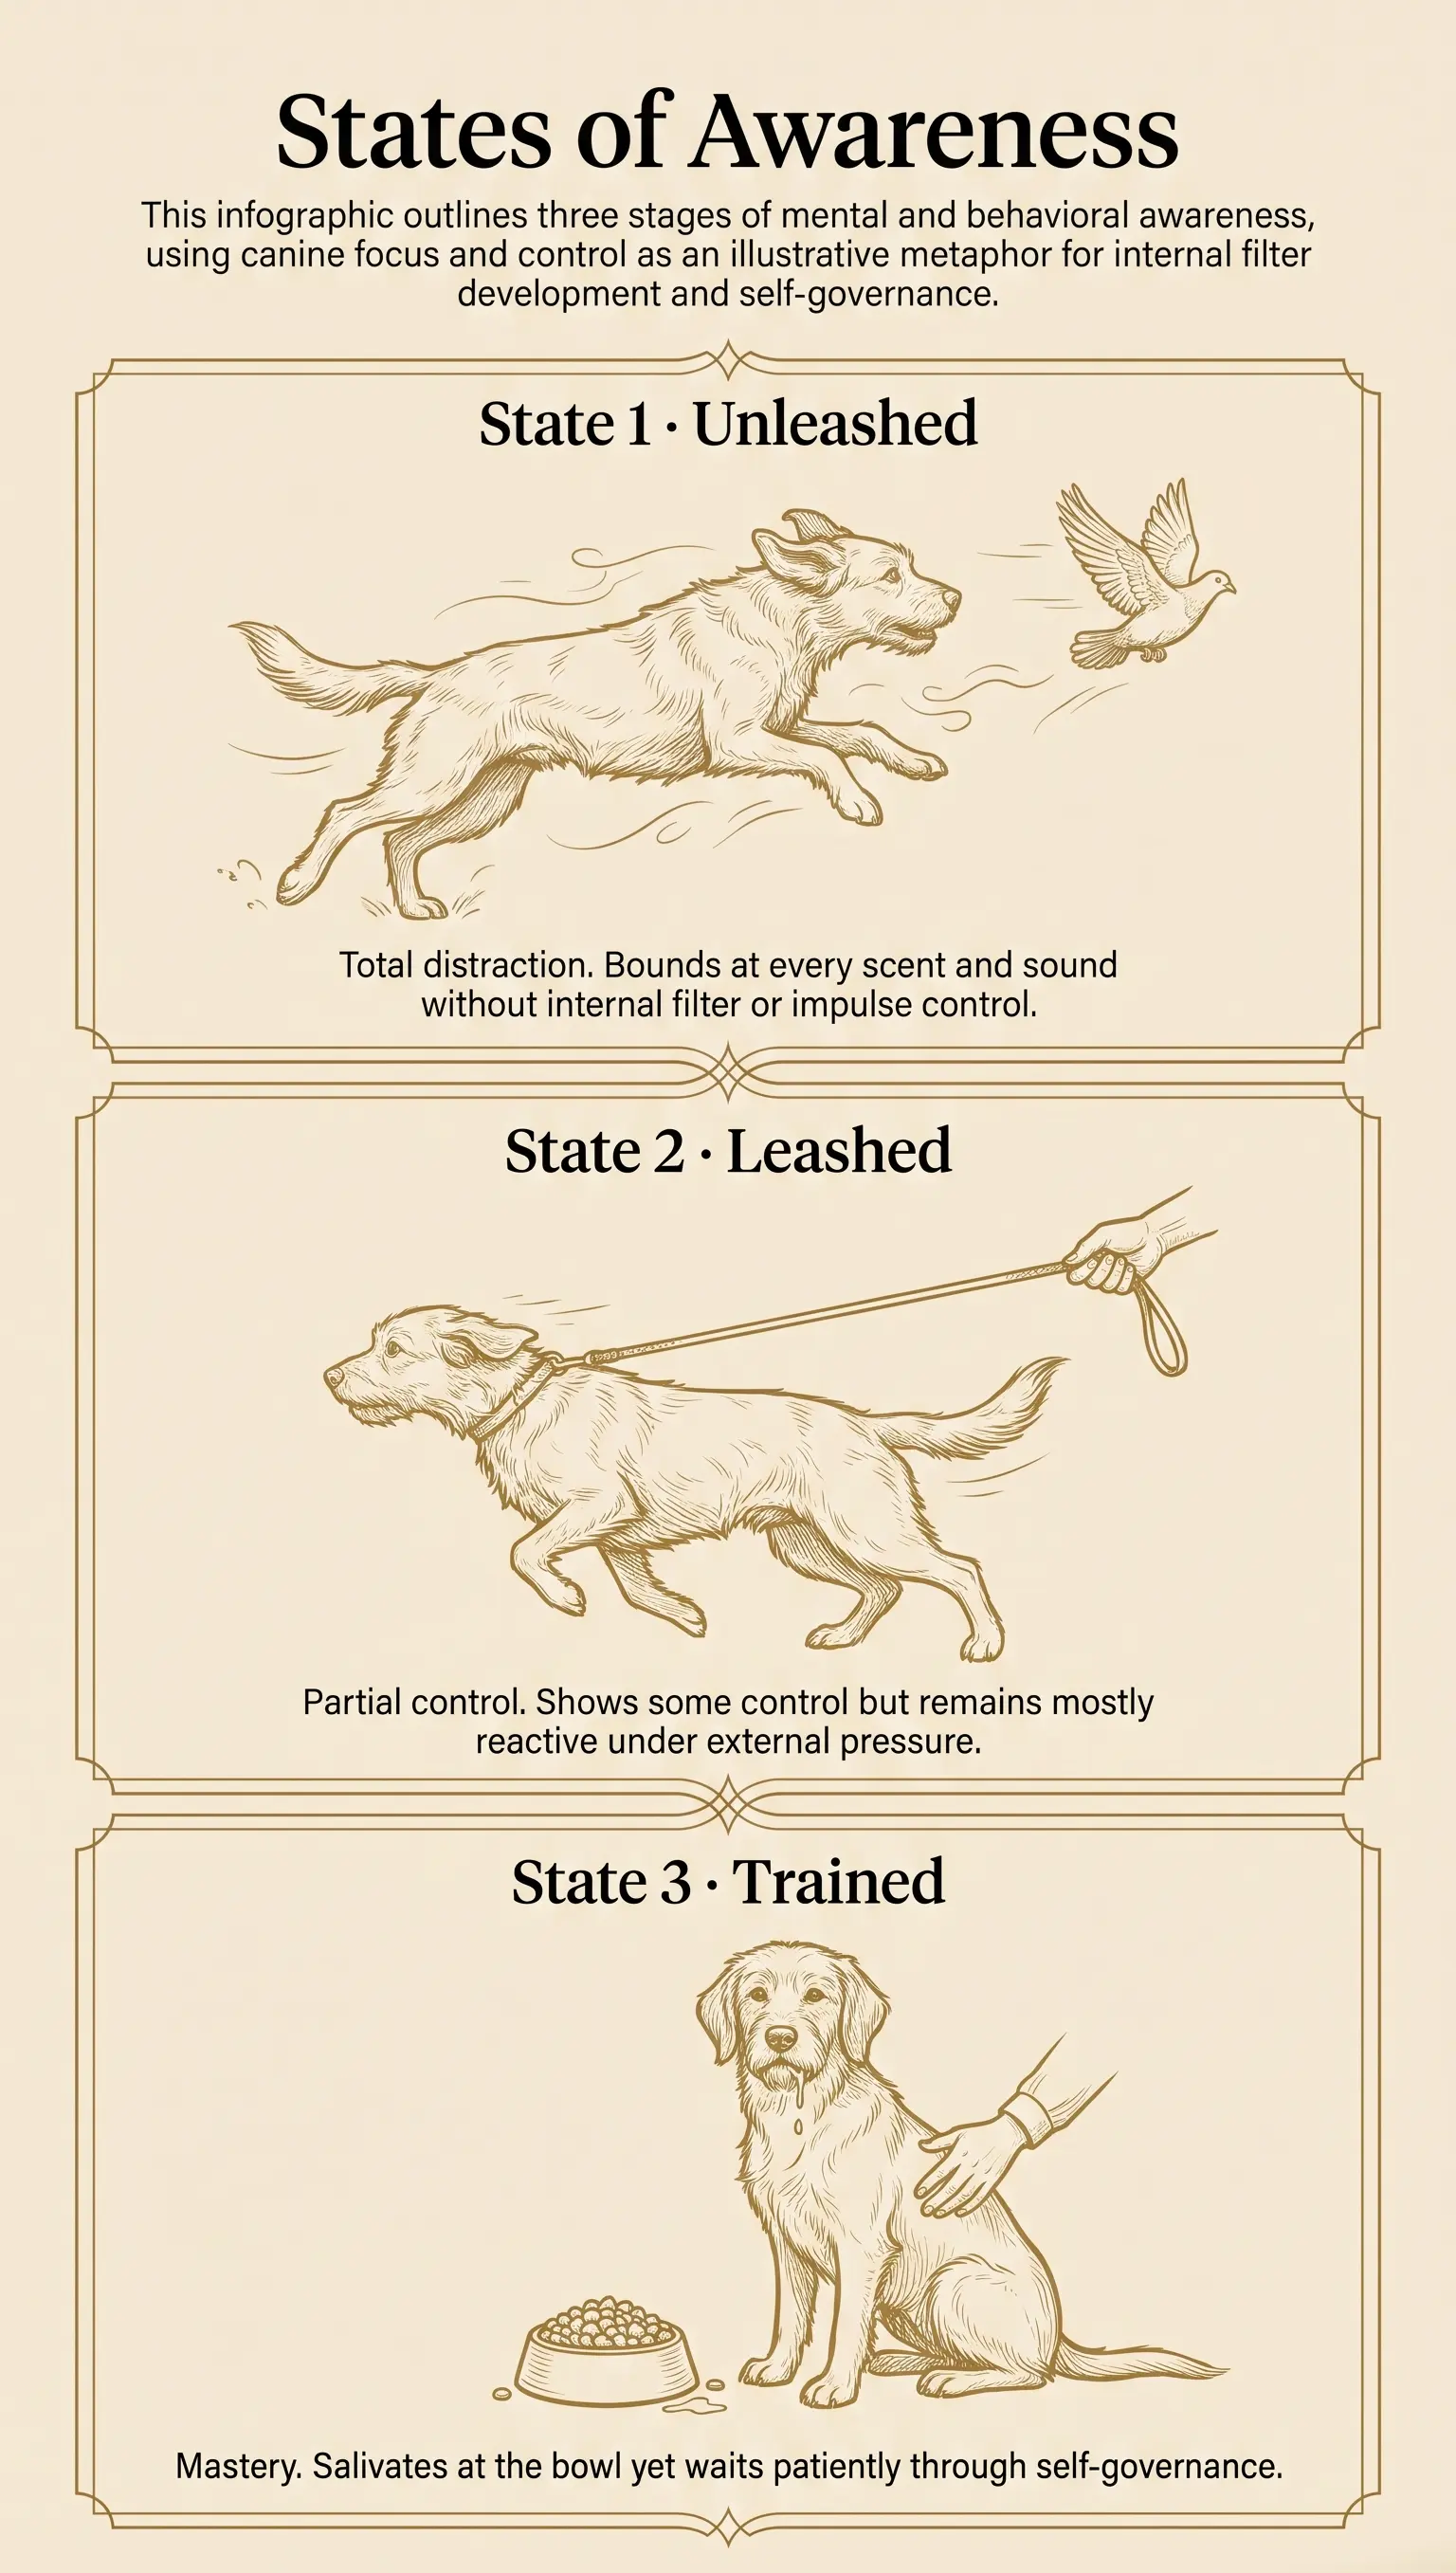 States of Awareness
This infographic outlines three stages of mental and behavioral awareness,
using canine focus and control as an illustrative metaphor for internal filter
development and self-governance.
State 1 · Unleashed
Total distraction. Bounds at every scent and sound
without internal filter or impulse control.
State 2 · Leashed
Partial control. Shows some control but remains mostly
reactive under external pressure.
State 3 · Trained
Mastery. Salivates at the bowl yet waits patiently through self-governance.